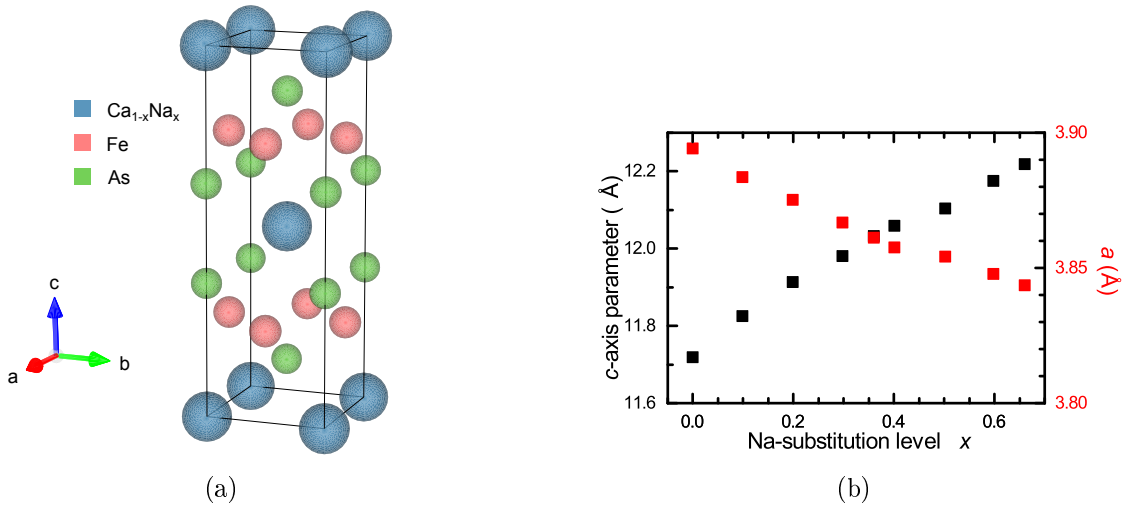 Ca1-xNax
Fe
As
c
a
b
12.2
12.0
11.8
11.6
c-axis parameter ( Å)
3.90
3.85
3.80
a (Å)
0.0 0.2 0.4 0.6
Na-substitution level x
(a)
(b)